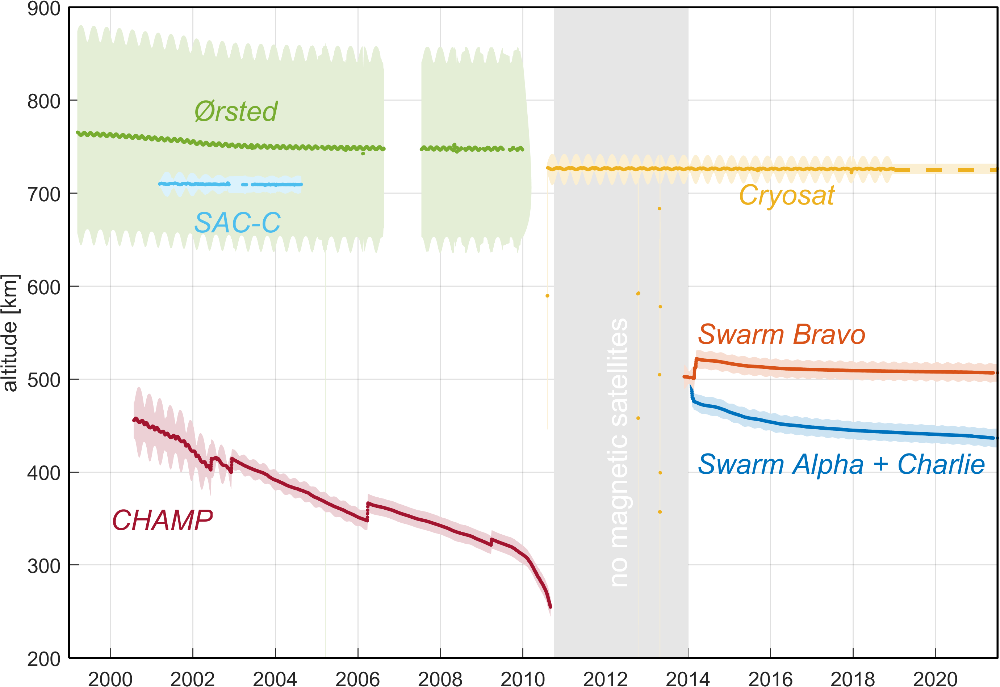 900
800
700
600
500
400
300
200
altitude [km]
Ørsted
SAC-C
Cryosat
no magnetic satellites
Swarm Bravo
Swarm Alpha + Charlie
CHAMP
2000 2002 2004 2006 2008 2010 2012 2014 2016 2018 2020